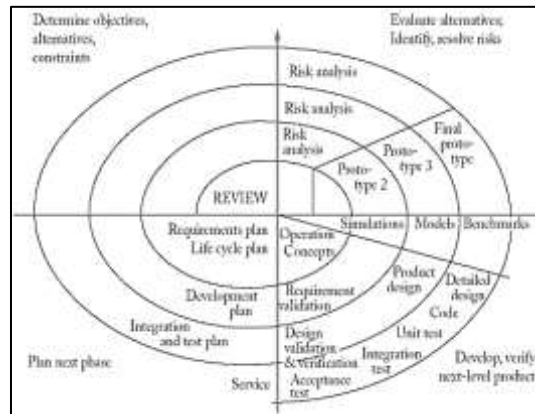 Determine objectives,
alternatives,
constraints
Evaluate alternatives;
Identify, resolve risks
Risk analysis
Risk analysis
Risk
analysis
Final
proto-
type
Proto-
type 3
Proto-
type 2
REVIEW
Requirements plan
Life cycle plan
Simulations
Models
Benchmarks
Operation
Concepts
Development
plan
Requirement
validation
Product
design
Detailed
design
Integration
and test plan
Design
validation
& verification
Code
Unit test
Integration
test
Acceptance
test
Plan next phase
Service
Develop, verify
next-level product